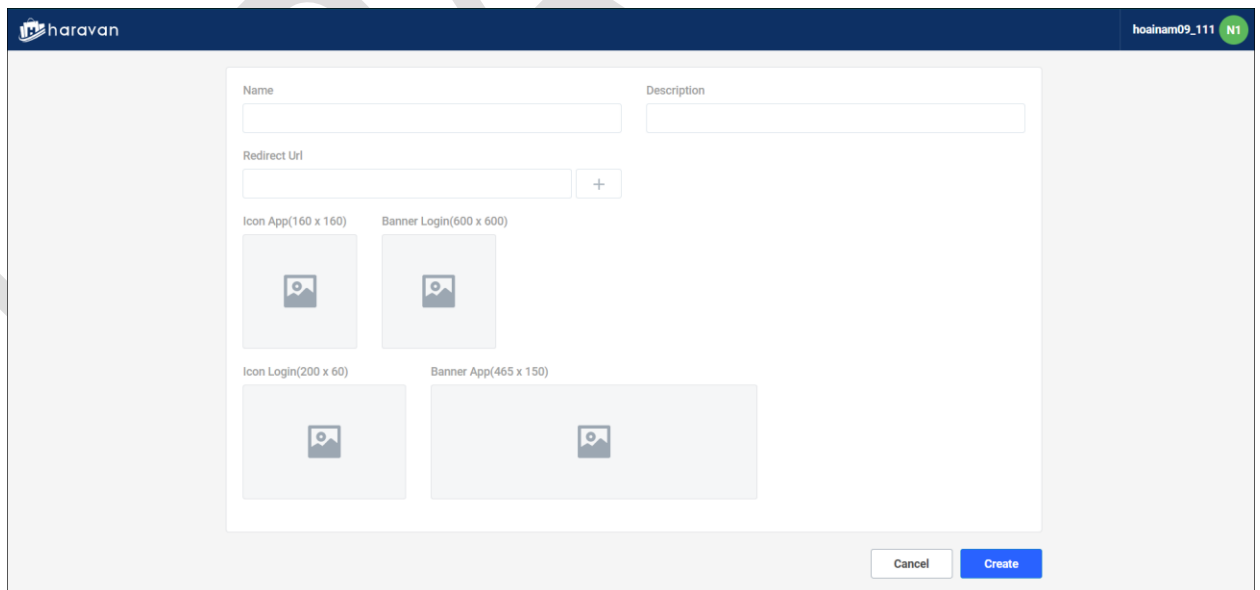 haravan
hoainam09_111 N1
Name Description
Redirect Url
+
Icon App(160 x 160) Banner Login(600 x 600)
Icon Login(200 x 60) Banner App(465 x 150)
Cancel Create